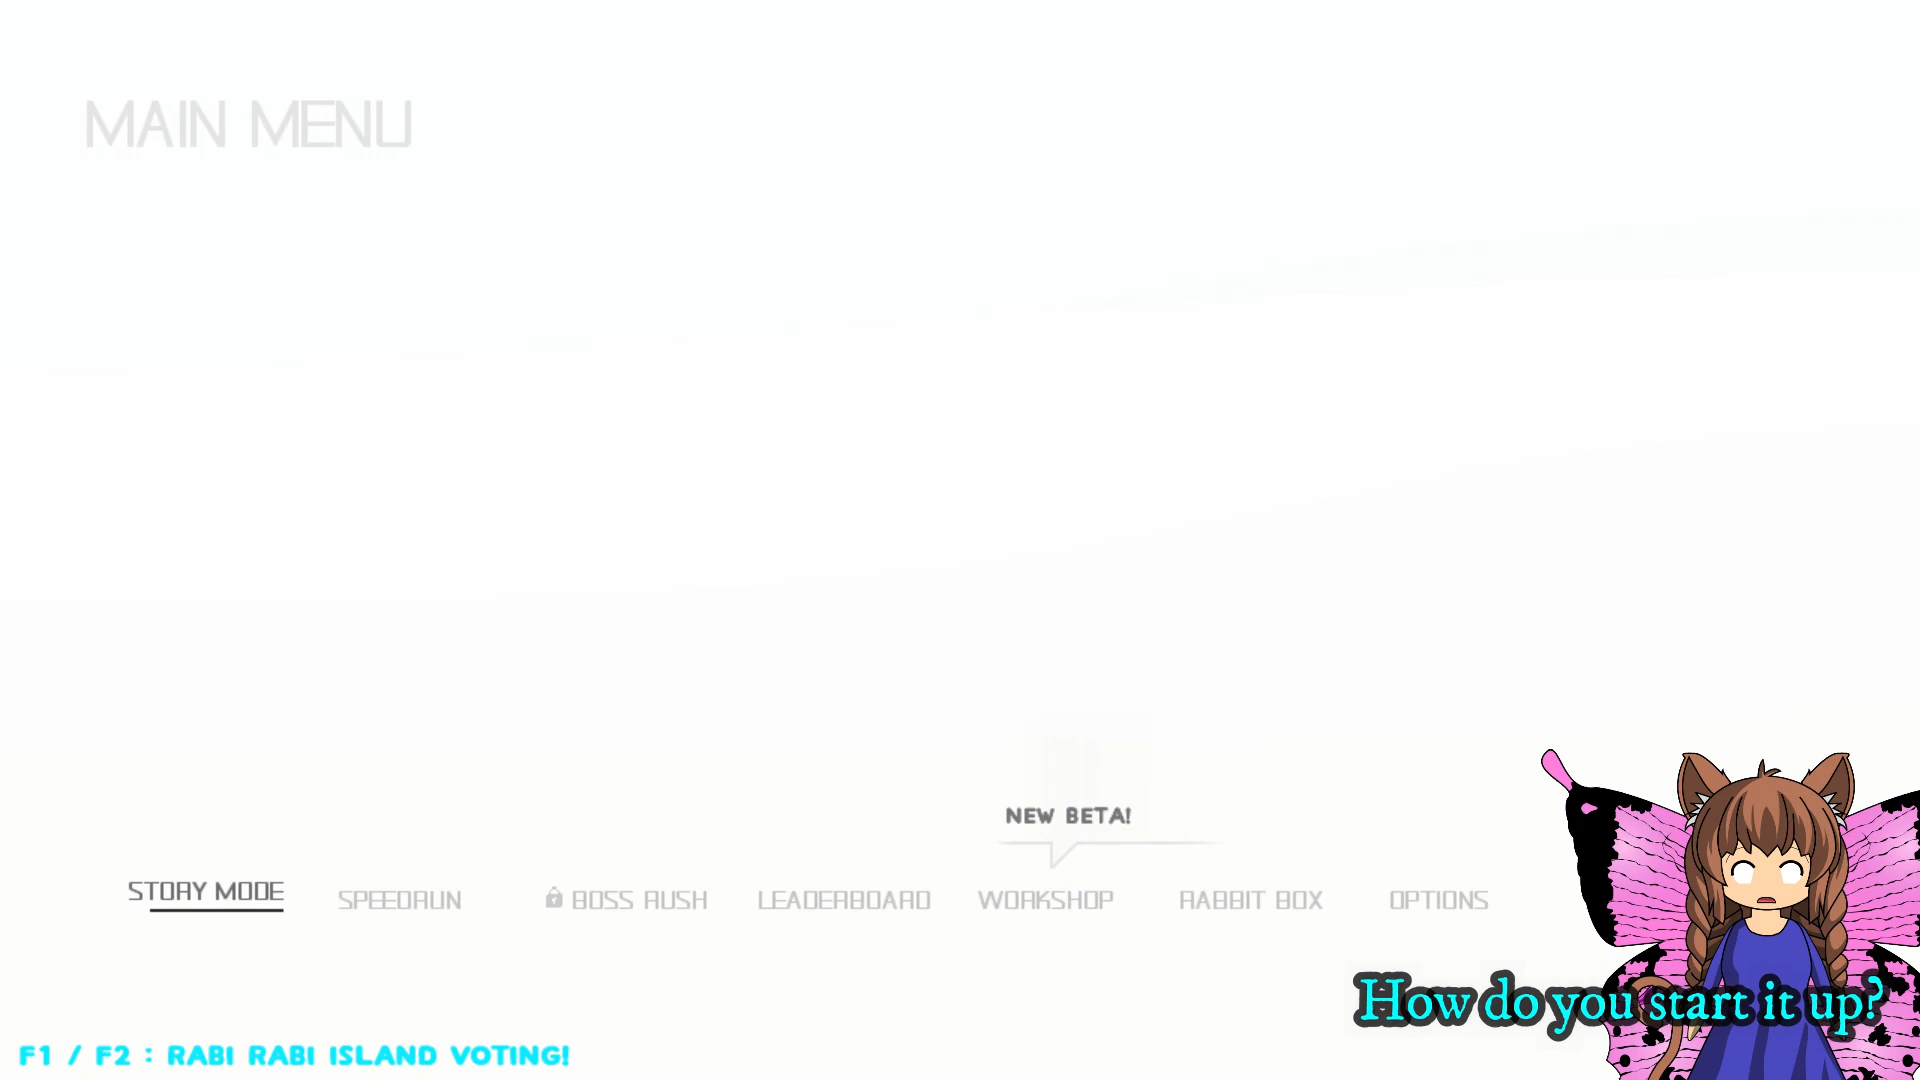 MAIN MENU
NEW BETA!
STORY MODE
SPEEDRUN
BOSS RUSH
LEADERBOARD
WORKSHOP
RABBIT BOX
OPTIONS
How do you start it up?
F1 / F2 : RABI RABI ISLAND VOTING!